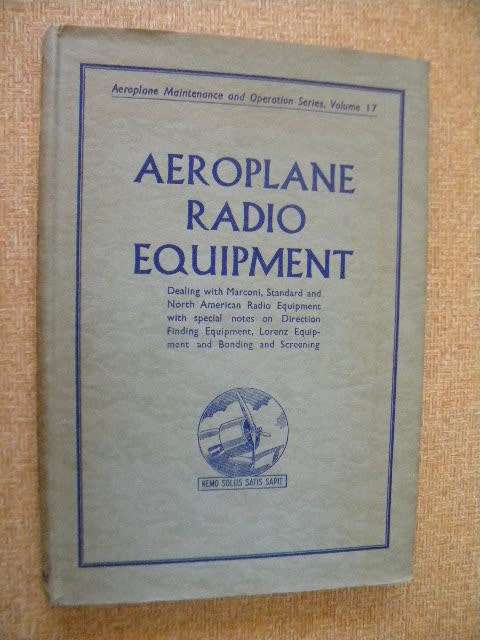 Aeroplane Maintenance and Operation Series, Volume 17
AEROPLANE
RADIO
EQUIPMENT
Dealing with Marconi, Standard and
North American Radio Equipment
with special notes on Direction
Finding Equipment, Lorenz Equip-
ment and Bonding and Screening
NEMO SOLUS SATIS SAPIT